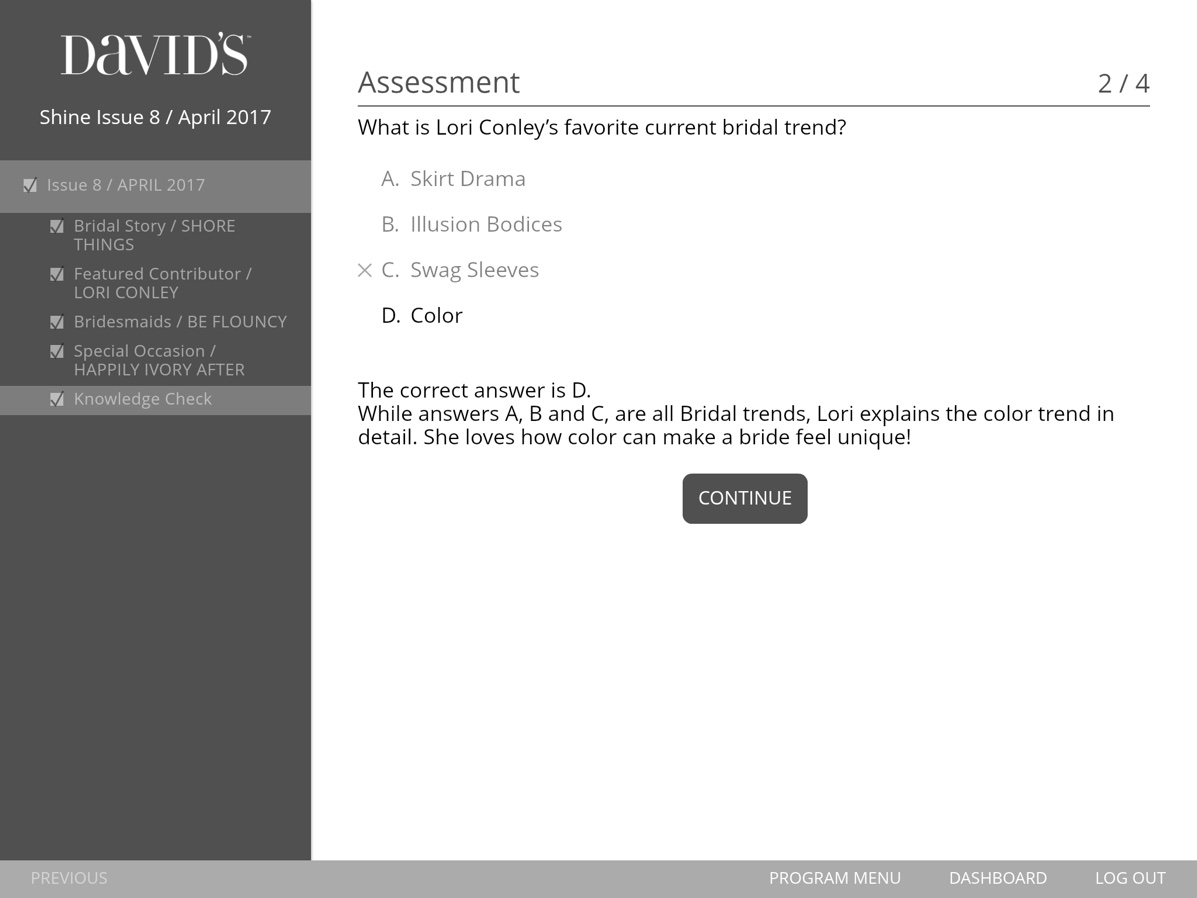 DAVID'S™
Shine Issue 8 / April 2017
Issue 8 / APRIL 2017
Bridal Story / SHORE
THINGS
Featured Contributor /
LORI CONLEY
Bridesmaids / BE FLOUNCY
Special Occasion /
HAPPILY IVORY AFTER
Knowledge Check
Assessment 2 / 4
What is Lori Conley’s favorite current bridal trend?
A. Skirt Drama
B. Illusion Bodices
C. Swag Sleeves
D. Color
The correct answer is D.
While answers A, B and C, are all Bridal trends, Lori explains the color trend in
detail. She loves how color can make a bride feel unique!
CONTINUE
PREVIOUS PROGRAM MENU DASHBOARD LOG OUT